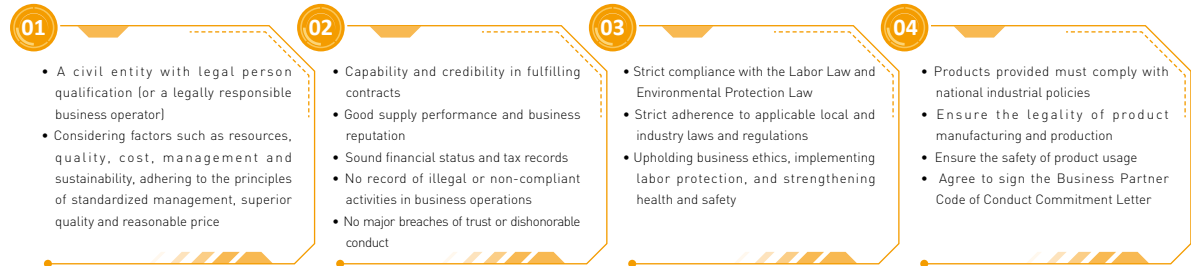 01
• A civil entity with legal person
qualification (or a legally responsible
business operator)
• Considering factors such as resources,
quality, cost, management and
sustainability, adhering to the principles
of standardized management, superior
quality and reasonable price
02
• Capability and credibility in fulfilling
contracts
• Good supply performance and business
reputation
• Sound financial status and tax records
• No record of illegal or non-compliant
activities in business operations
• No major breaches of trust or dishonorable
conduct
03
• Strict compliance with the Labor Law and
Environmental Protection Law
• Strict adherence to applicable local and
industry laws and regulations
• Upholding business ethics, implementing
labor protection, and strengthening
health and safety
04
• Products provided must comply with
national industrial policies
• Ensure the legality of product
manufacturing and production
• Ensure the safety of product usage
• Agree to sign the Business Partner
Code of Conduct Commitment Letter